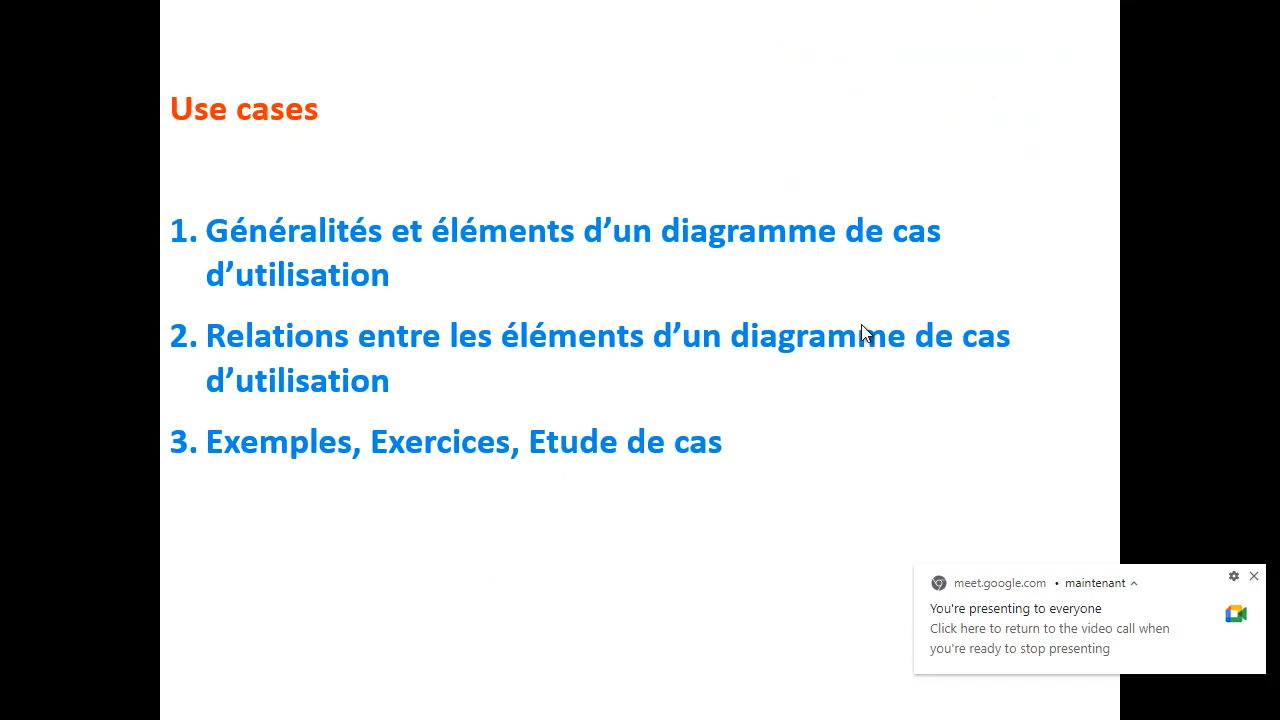 Use cases
1. Généralités et éléments d’un diagramme de cas
d’utilisation
2. Relations entre les éléments d’un diagramme de cas
d’utilisation
3. Exemples, Exercices, Etude de cas
meet.google.com • maintenant
You're presenting to everyone
Click here to return to the video call when
you're ready to stop presenting